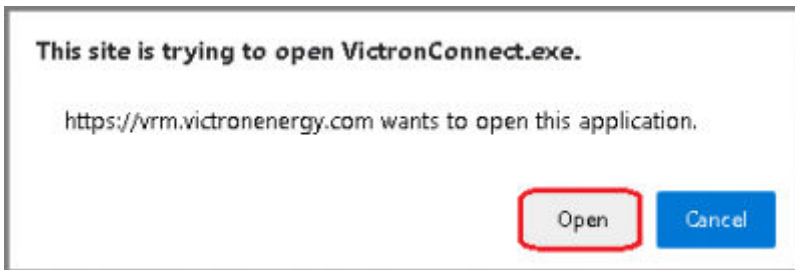 This site is trying to open VictronConnect.exe.
https://vrm.victronenergy.com wants to open this application.
Open Cancel